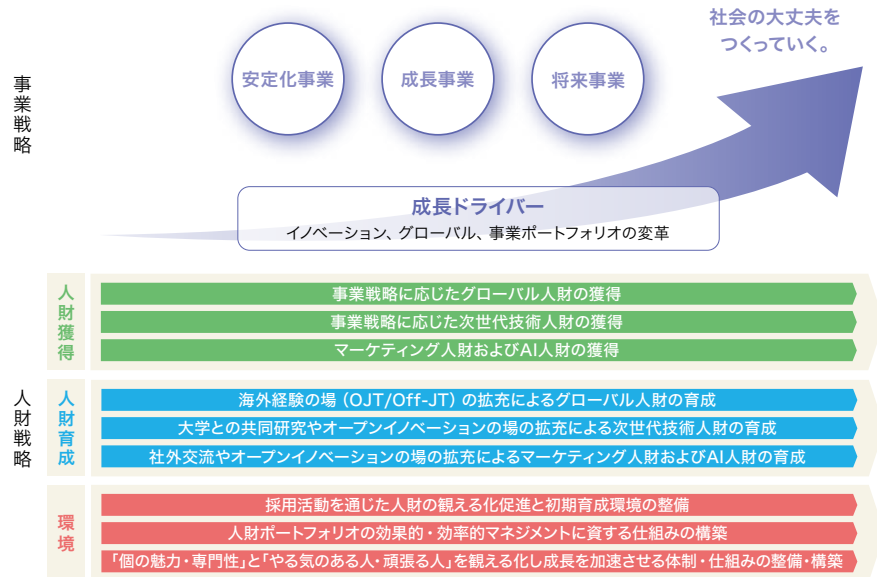 社会の大丈夫を
つくっていく。
事業戦略
安定化事業
成長事業
将来事業
成長ドライバー
イノベーション、グローバル、事業ポートフォリオの変革
人財戦略
人財獲得
事業戦略に応じたグローバル人財の獲得
事業戦略に応じた次世代技術人財の獲得
マーケティング人財およびAI人財の獲得
人財育成
海外経験の場（OJT/Off-JT）の拡充によるグローバル人財の育成
大学との共同研究やオープンイノベーションの場の拡充による次世代技術人財の育成
社外交流やオープンイノベーションの場の拡充によるマーケティング人財およびAI人財の育成
環境
採用活動を通じた人財の観える化促進と初期育成環境の整備
人財ポートフォリオの効果的・効率的マネジメントに資する仕組みの構築
「個の魅力・専門性」と「やる気のある人・頑張る人」を観える化し成長を加速させる体制・仕組みの整備・構築